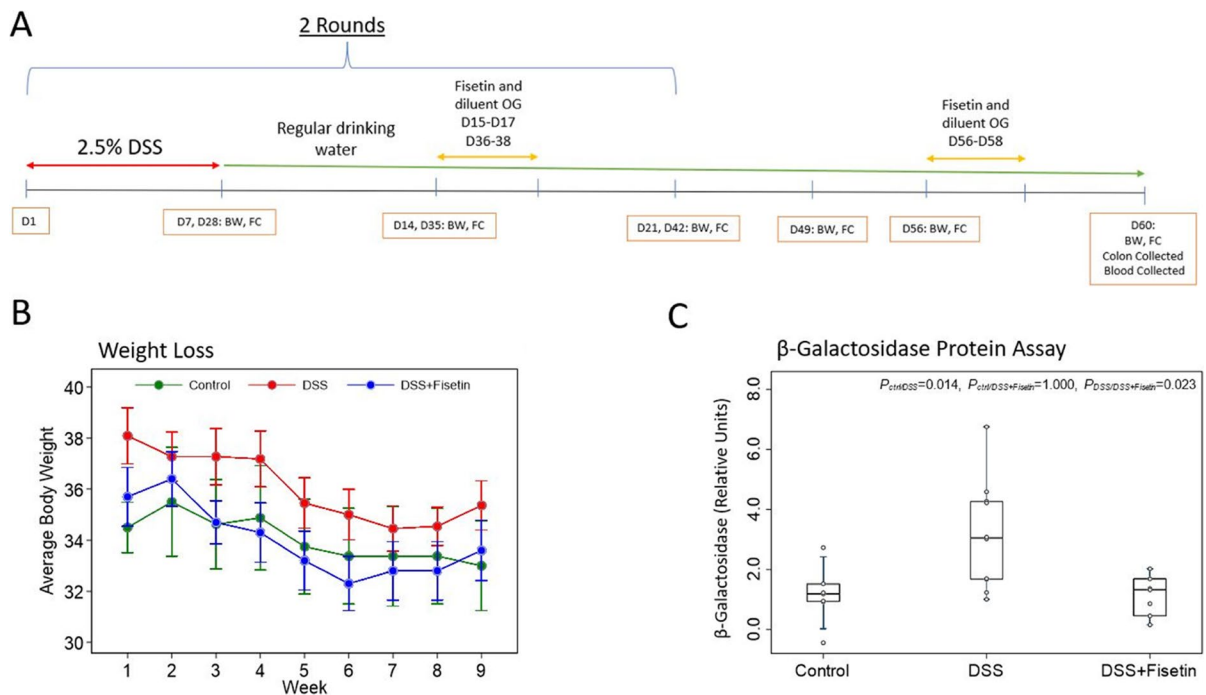 A
2 Rounds
Fisetin and
diluent OG
D15-D17
D36-38
Fisetin and
diluent OG
D56-D58
2.5% DSS
Regular drinking
water
D1
D7, D28: BW, FC
D14, D35: BW, FC
D21, D42: BW, FC
D49: BW, FC
D56: BW, FC
D60:
BW, FC
Colon Collected
Blood Collected
B
Weight Loss
Control
DSS
DSS+Fisetin
Average Body Weight
40
38
36
34
32
30
1 2 3 4 5 6 7 8 9
Week
C
β-Galactosidase Protein Assay
Pctrl/DSS=0.014, Pctrl/DSS+Fisetin=1.000, PDSS/DSS+Fisetin=0.023
β-Galactosidase (Relative Units)
8.0
6.0
4.0
2.0
0.0
Control DSS DSS+Fisetin